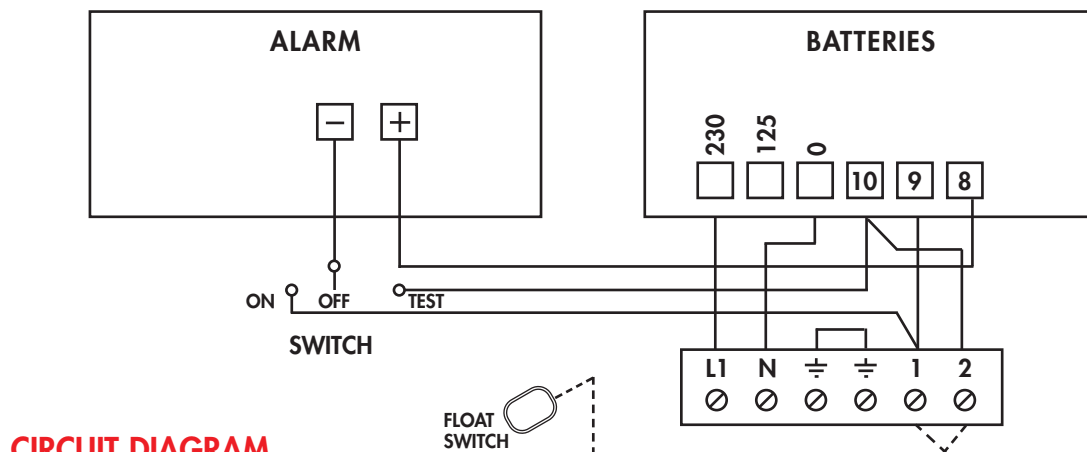 ALARM
BATTERIES
− +
230 125 0
10 9 8
ON OFF TEST
SWITCH
L1 N 1 2
FLOAT
SWITCH
CIRCUIT DIAGRAM